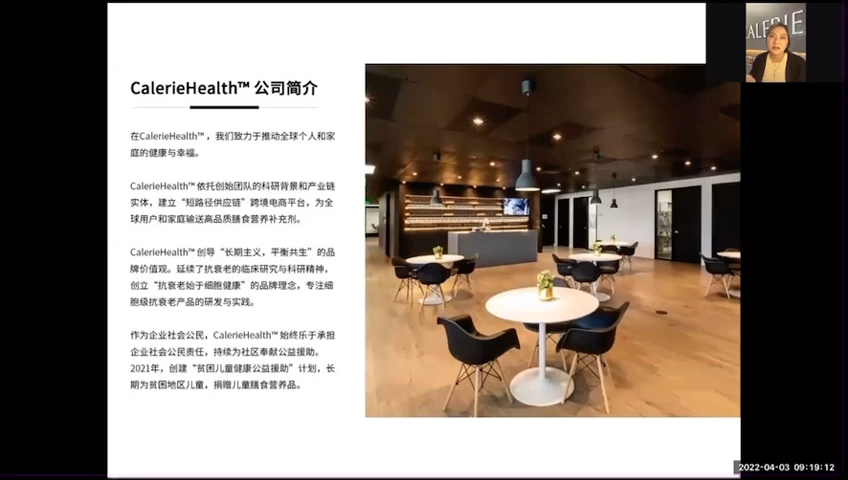 CALERIE
CalerieHealth™ 公司简介
在CalerieHealth™，我们致力于推动全球个人和家
庭的健康与幸福。
CalerieHealth™ 依托创始团队的科研背景和产业链
实体，建立“短路径供应链”跨境电商平台，为全
球用户和家庭输送高品质膳食营养补充剂。
CalerieHealth™ 创导“长期主义，平衡共生”的品
牌价值观。延续了抗衰老的临床研究与科研精神，
创立“抗衰老始于细胞健康”的品牌理念，专注细
胞级抗衰老产品的研发与实践。
作为企业社会公民，CalerieHealth™ 始终乐于承担
企业社会公民责任，持续为社区奉献公益援助。
2021年，创建“贫困儿童健康公益援助”计划，长
期为贫困地区儿童，捐赠儿童膳食营养品。
2022-04-03 09:19:12